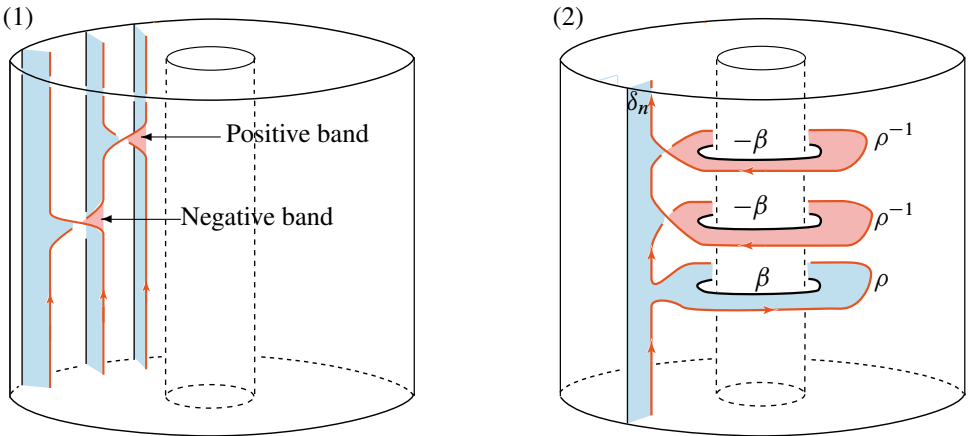 (1)
Positive band
Negative band
(2)
δₙ
−β
ρ⁻¹
−β
ρ⁻¹
β
ρ